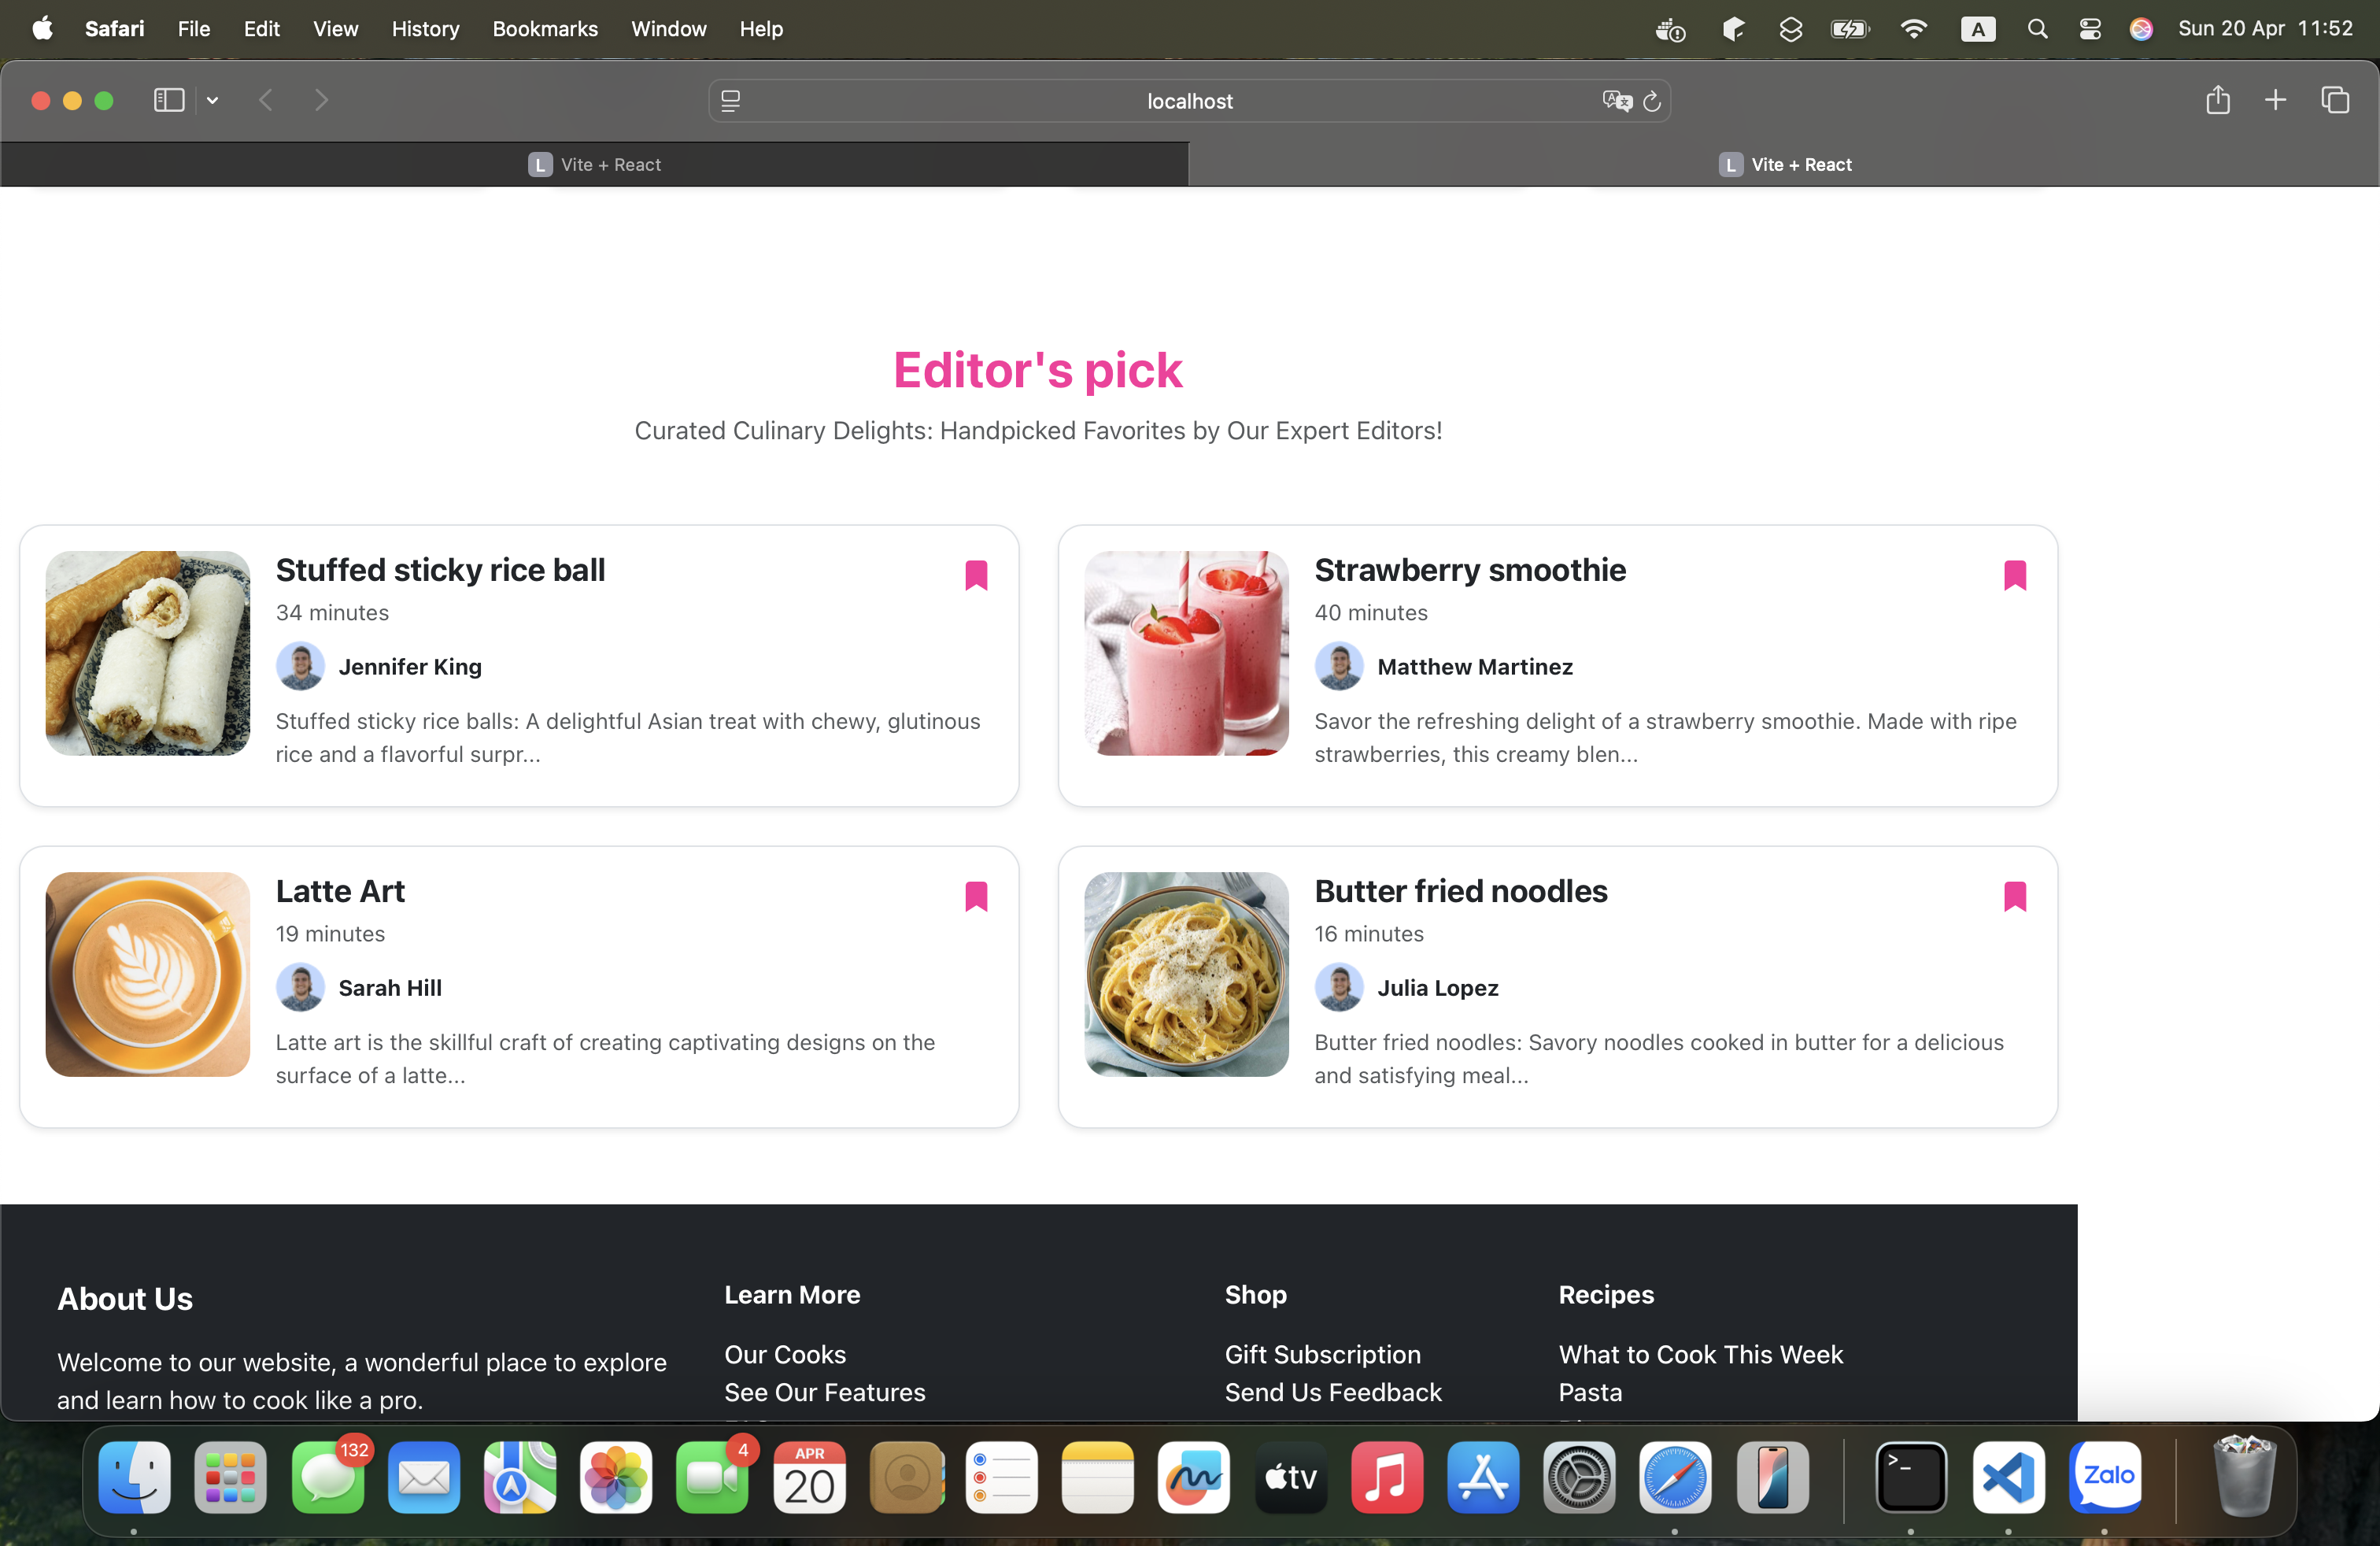 Safari File Edit View History Bookmarks Window Help A Sun 20 Apr 11:52
localhost
L Vite + React
L Vite + React
Editor's pick
Curated Culinary Delights: Handpicked Favorites by Our Expert Editors!
Stuffed sticky rice ball
34 minutes
Jennifer King
Stuffed sticky rice balls: A delightful Asian treat with chewy, glutinous
rice and a flavorful surpr...
Strawberry smoothie
40 minutes
Matthew Martinez
Savor the refreshing delight of a strawberry smoothie. Made with ripe
strawberries, this creamy blen...
Latte Art
19 minutes
Sarah Hill
Latte art is the skillful craft of creating captivating designs on the
surface of a latte...
Butter fried noodles
16 minutes
Julia Lopez
Butter fried noodles: Savory noodles cooked in butter for a delicious
and satisfying meal...
About Us
Welcome to our website, a wonderful place to explore
and learn how to cook like a pro.
Learn More
Our Cooks
See Our Features
Shop
Gift Subscription
Send Us Feedback
Recipes
What to Cook This Week
Pasta
132
4
APR
20
tv
>_
Zalo